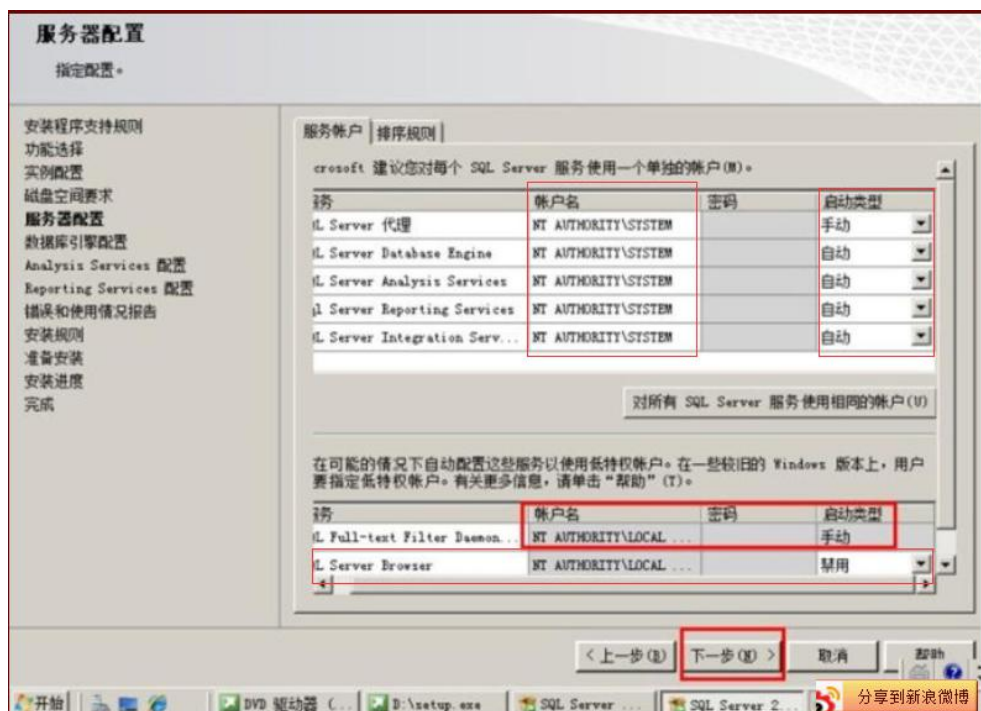 服务器配置
指定配置。
安装程序支持规则
功能选择
实例配置
磁盘空间要求
服务器配置
数据库引擎配置
Analysis Services 配置
Reporting Services 配置
错误和使用情况报告
安装规则
准备安装
安装进度
完成
服务帐户 排序规则
crosoft 建议您对每个 SQL Server 服务使用一个单独的帐户(M)。
务 帐户名 密码 启动类型
L Server 代理 NT AUTHORITY\SYSTEM 手动
L Server Database Engine NT AUTHORITY\SYSTEM 自动
L Server Analysis Services NT AUTHORITY\SYSTEM 自动
l Server Reporting Services NT AUTHORITY\SYSTEM 自动
L Server Integration Serv... NT AUTHORITY\SYSTEM 自动
对所有 SQL Server 服务使用相同的帐户(U)
在可能的情况下自动配置这些服务以使用低特权帐户。在一些较旧的 Windows 版本上，用户
要指定低特权帐户。有关更多信息，请单击“帮助”(T)。
务 帐户名 密码 启动类型
L Full-text Filter Daemon... NT AUTHORITY\LOCAL ... 手动
L Server Browser NT AUTHORITY\LOCAL ... 禁用
< 上一步(B) 下一步(N) > 取消 帮助
开始 DVD 驱动器 (... D:\setup.exe SQL Server ... SQL Server 2... 分享到新浪微博